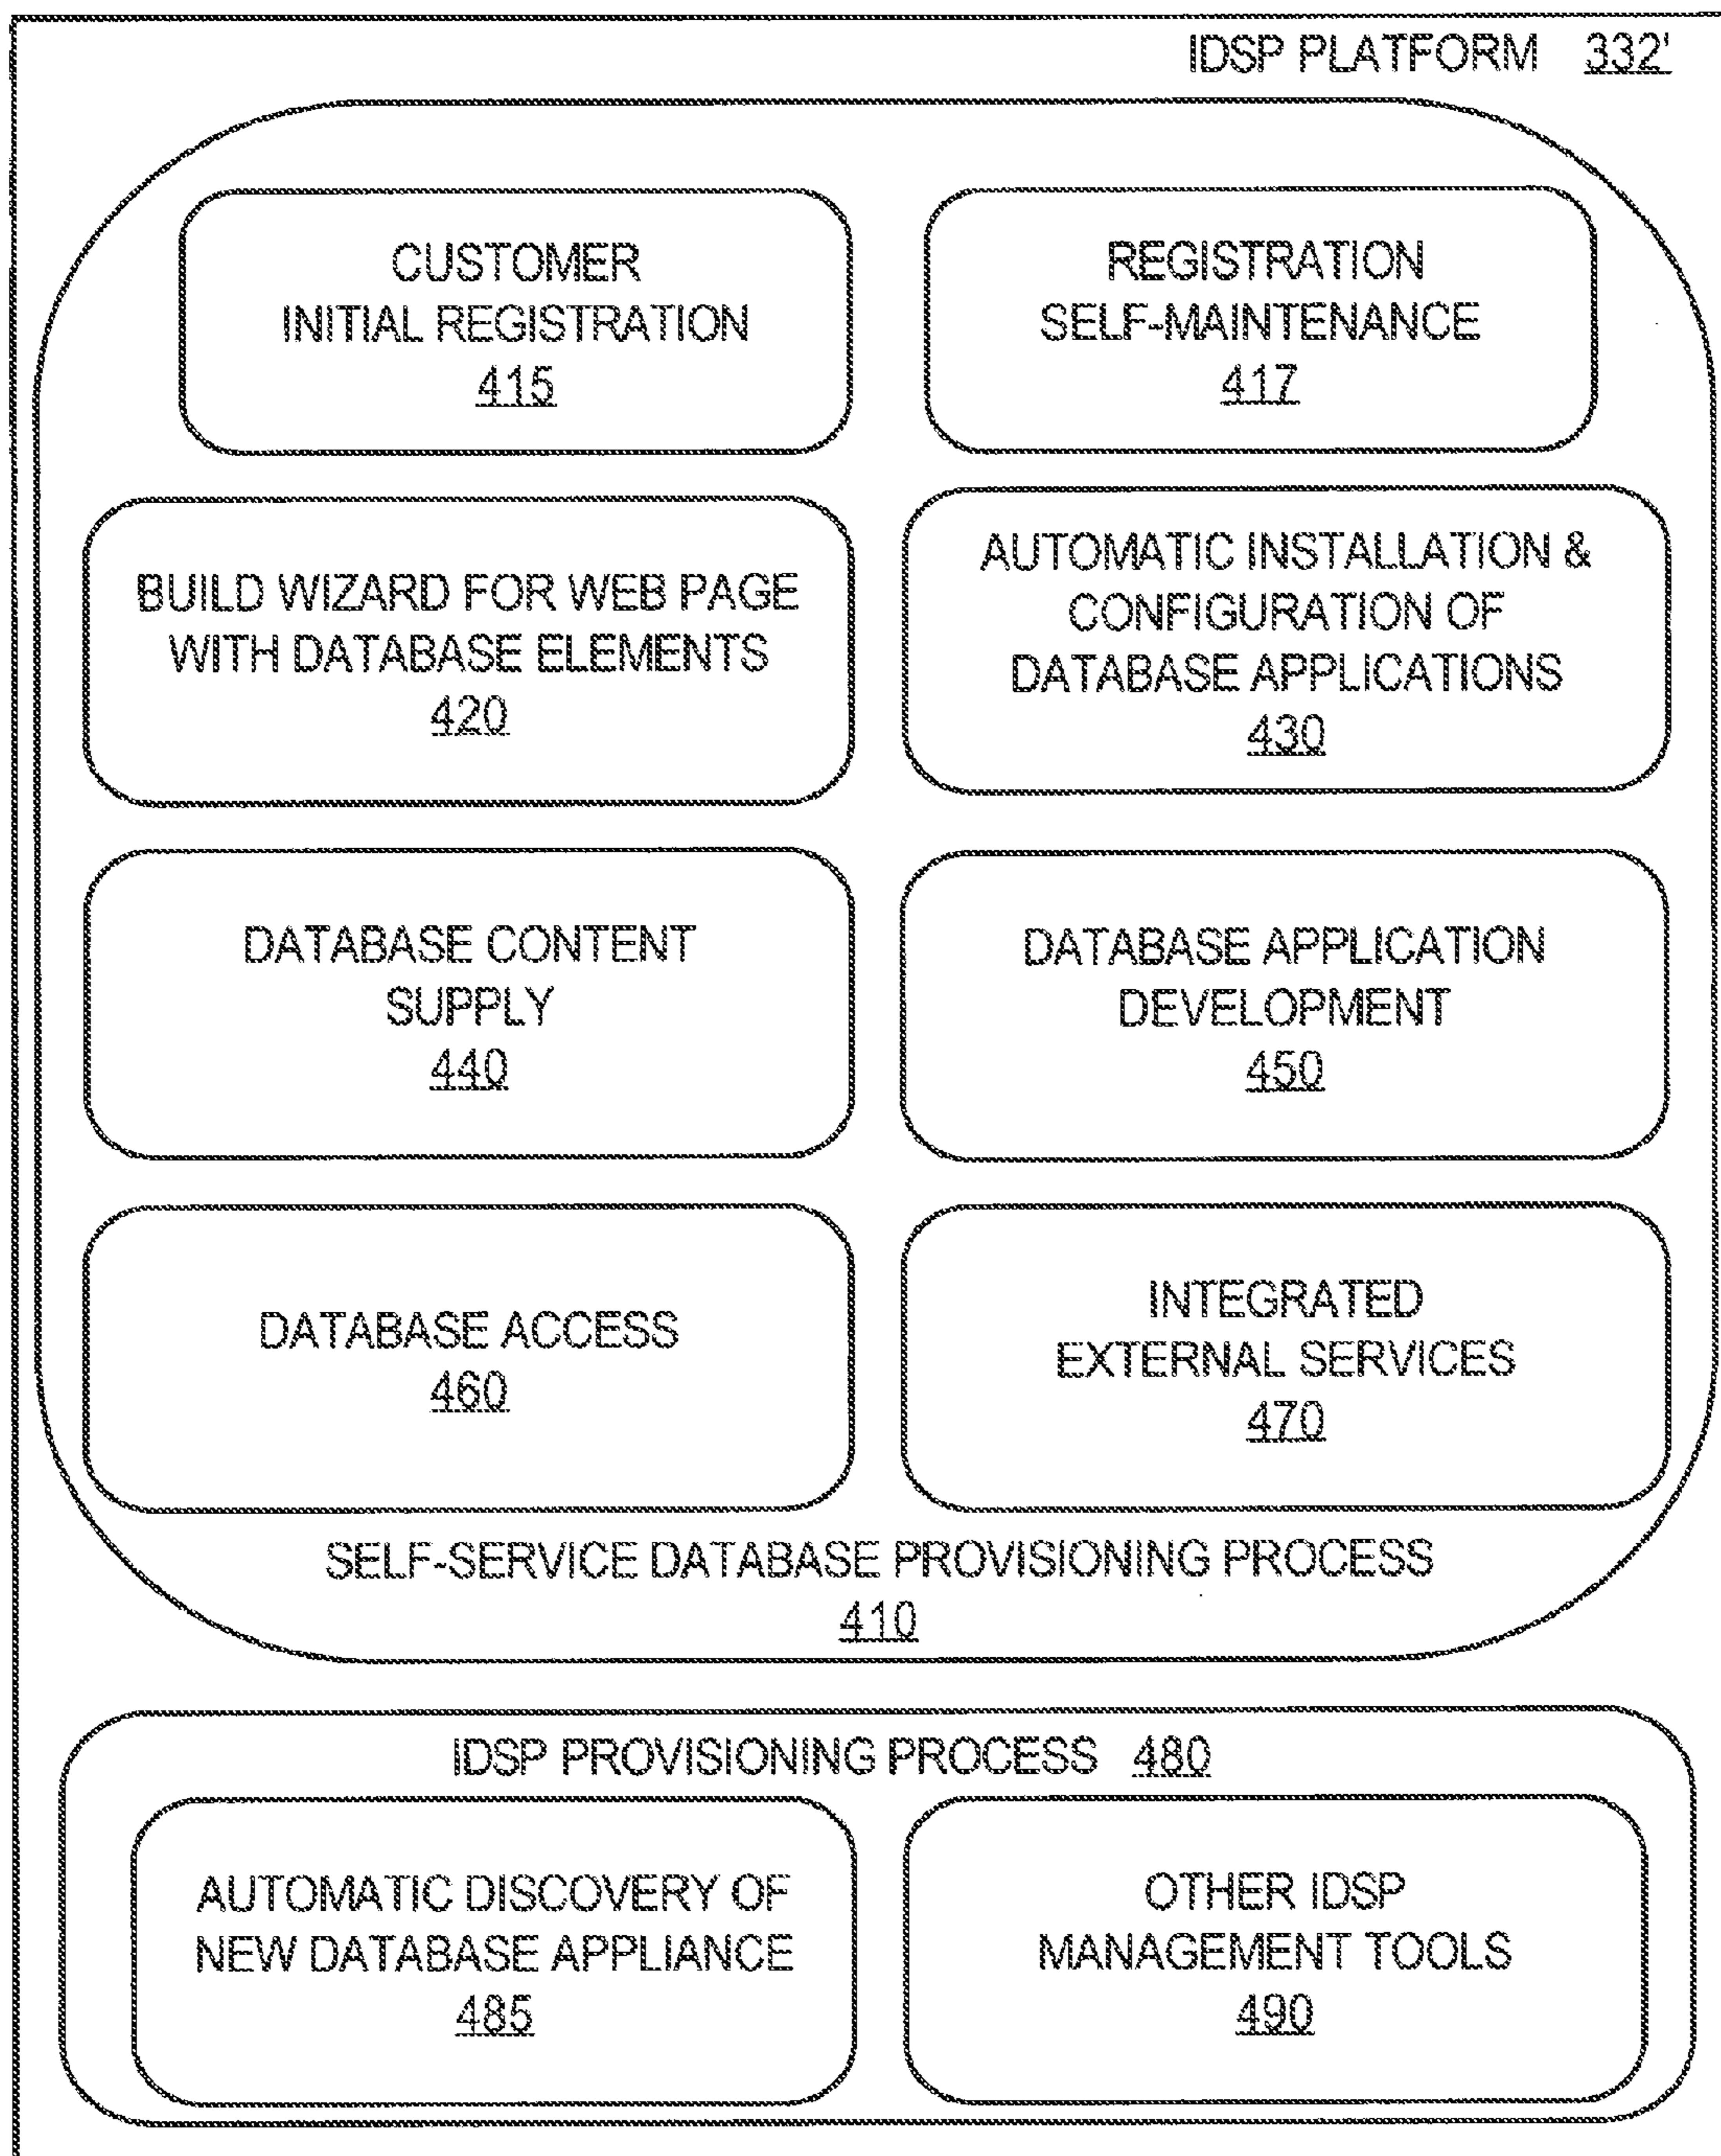 IDSP PLATFORM 332'
CUSTOMER
INITIAL REGISTRATION
415
REGISTRATION
SELF-MAINTENANCE
417
BUILD WIZARD FOR WEB PAGE
WITH DATABASE ELEMENTS
420
AUTOMATIC INSTALLATION &
CONFIGURATION OF
DATABASE APPLICATIONS
430
DATABASE CONTENT
SUPPLY
440
DATABASE APPLICATION
DEVELOPMENT
450
DATABASE ACCESS
460
INTEGRATED
EXTERNAL SERVICES
470
SELF-SERVICE DATABASE PROVISIONING PROCESS
410
IDSP PROVISIONING PROCESS 480
AUTOMATIC DISCOVERY OF
NEW DATABASE APPLIANCE
485
OTHER IDSP
MANAGEMENT TOOLS
490